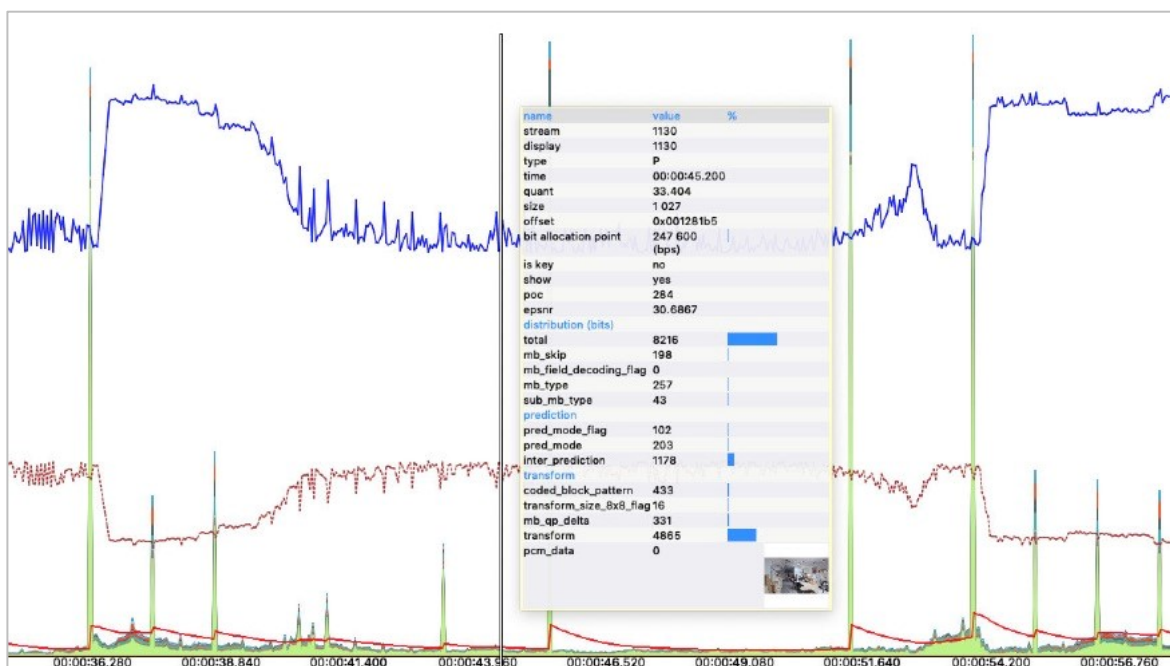 name value %
stream 1130
display 1130
type P
time 00:00:45.200
quant 33.404
size 1 027
offset 0x001281b5
bit allocation point 247 600
(bps)
is key no
show yes
poc 284
epsnr 30.6867
distribution (bits)
total 8216
mb_skip 198
mb_field_decoding_flag 0
mb_type 257
sub_mb_type 43
prediction
pred_mode_flag 102
pred_mode 203
inter_prediction 1178
transform
coded_block_pattern 433
transform_size_8x8_flag 16
mb_qp_delta 331
transform 4865
pcm_data 0
00:00:36.280 00:00:38.840 00:00:41.400 00:00:43.960 00:00:46.520 00:00:49.080 00:00:51.640 00:00:54.200 00:00:57.760